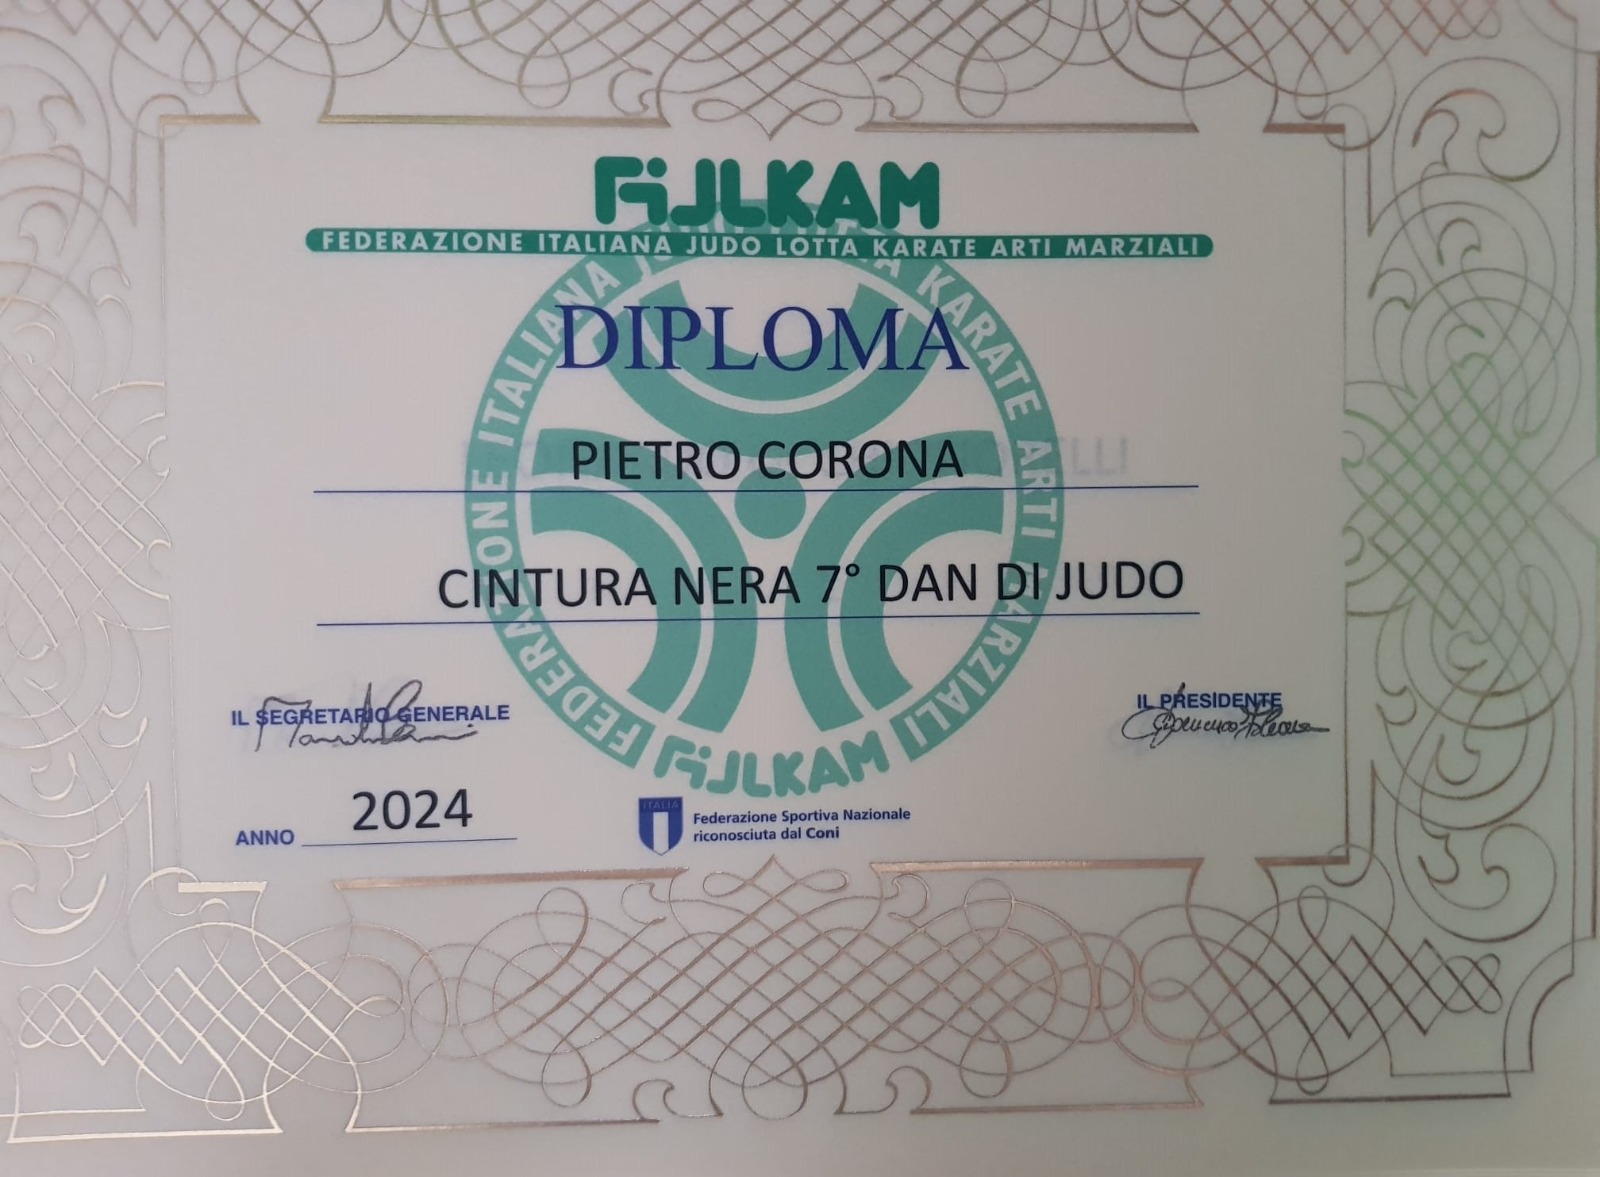 FIJLKAM
FEDERAZIONE ITALIANA JUDO LOTTA KARATE ARTI MARZIALI
DIPLOMA
PIETRO CORONA
CINTURA NERA 7° DAN DI JUDO
FEDERAZIONE ITALIANA JUDO LOTTA KARATE ARTI MARZIALI
FIJLKAM
IL SEGRETARIO GENERALE
IL PRESIDENTE
ANNO 2024
ITALIA
Federazione Sportiva Nazionale
riconosciuta dal Coni